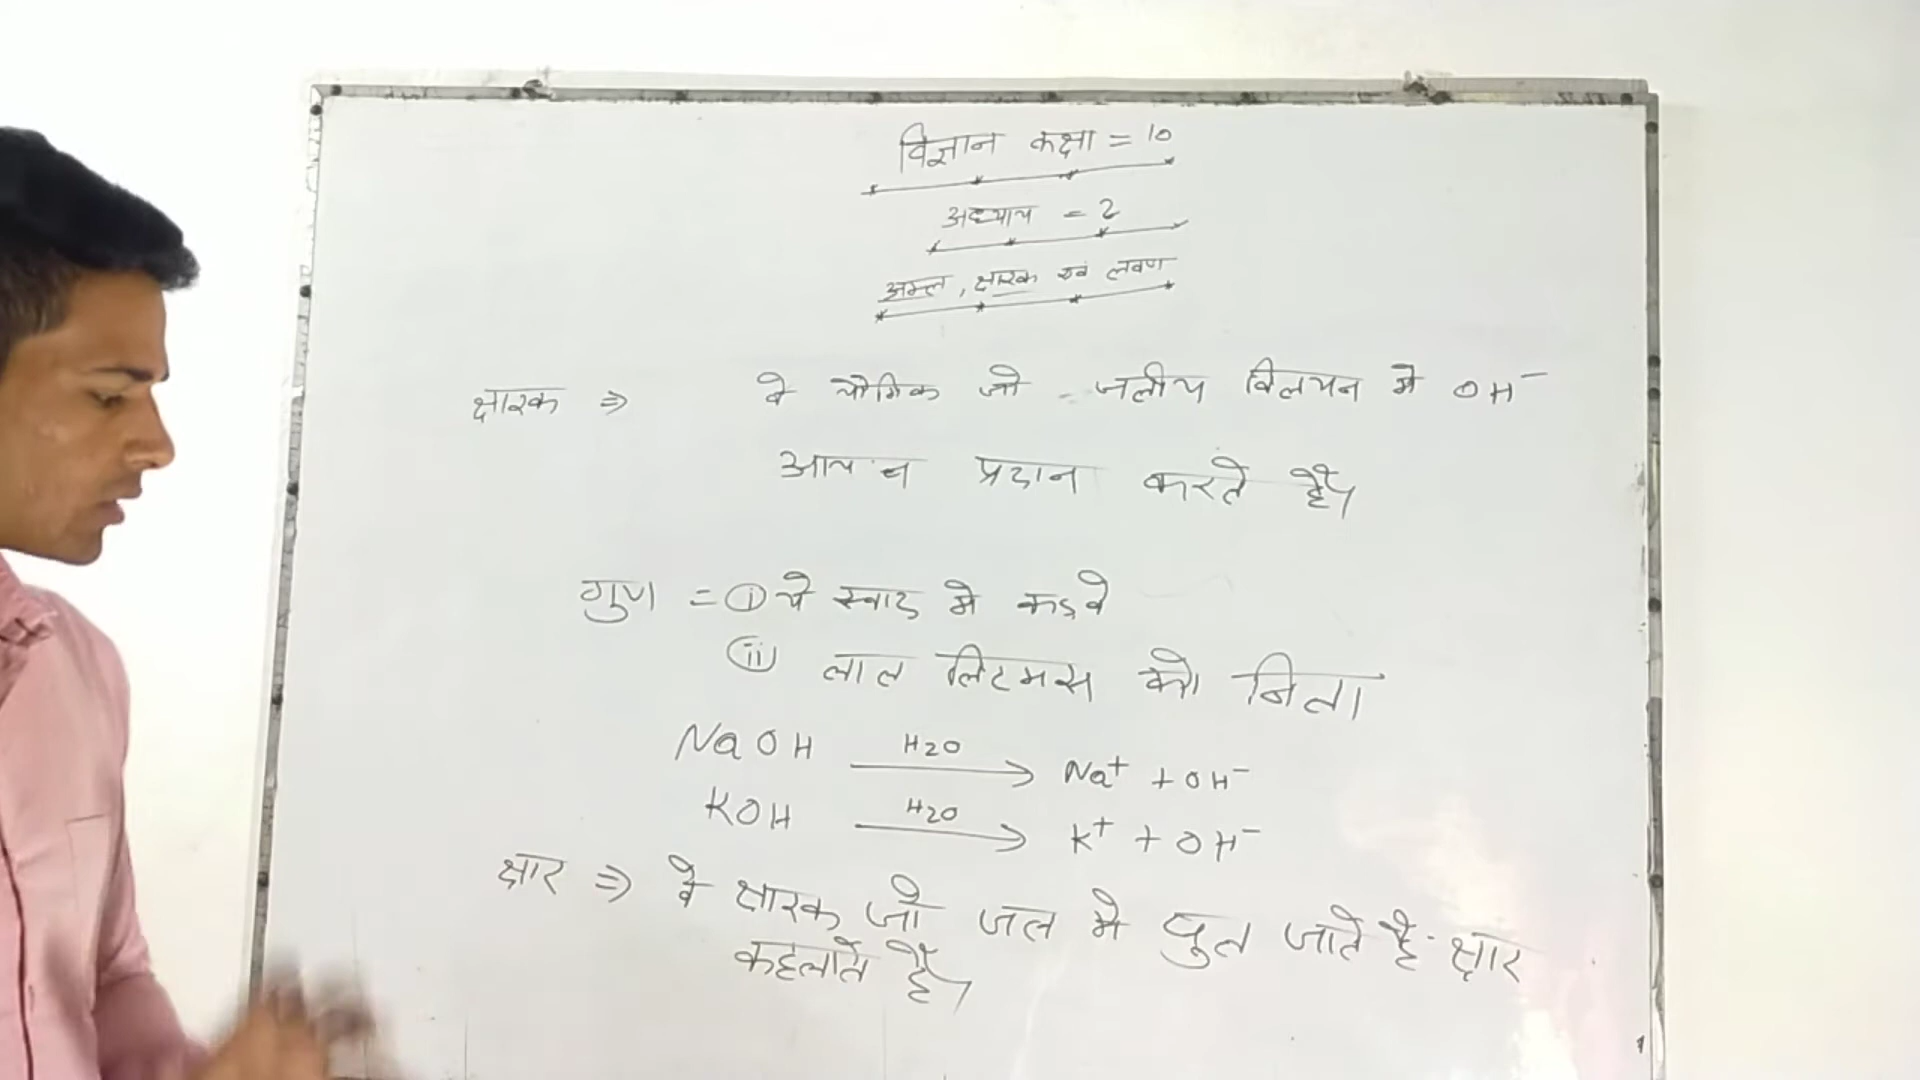 विज्ञान कक्षा = 10
अध्याय = 2
अम्ल, क्षारक एवं लवण
क्षारक ⇒ वे यौगिक जो जलीय विलयन मे OH⁻
आयन प्रदान करते है।
गुण = (i) ये स्वाद मे कडवे
(ii) लाल लिटमस को निला
NaOH ⟶ H2O Na⁺ + OH⁻
KOH ⟶ H2O K⁺ + OH⁻
क्षार ⇒ वे क्षारक जो जल मे घुल जाते है - क्षार
कहलाते है।